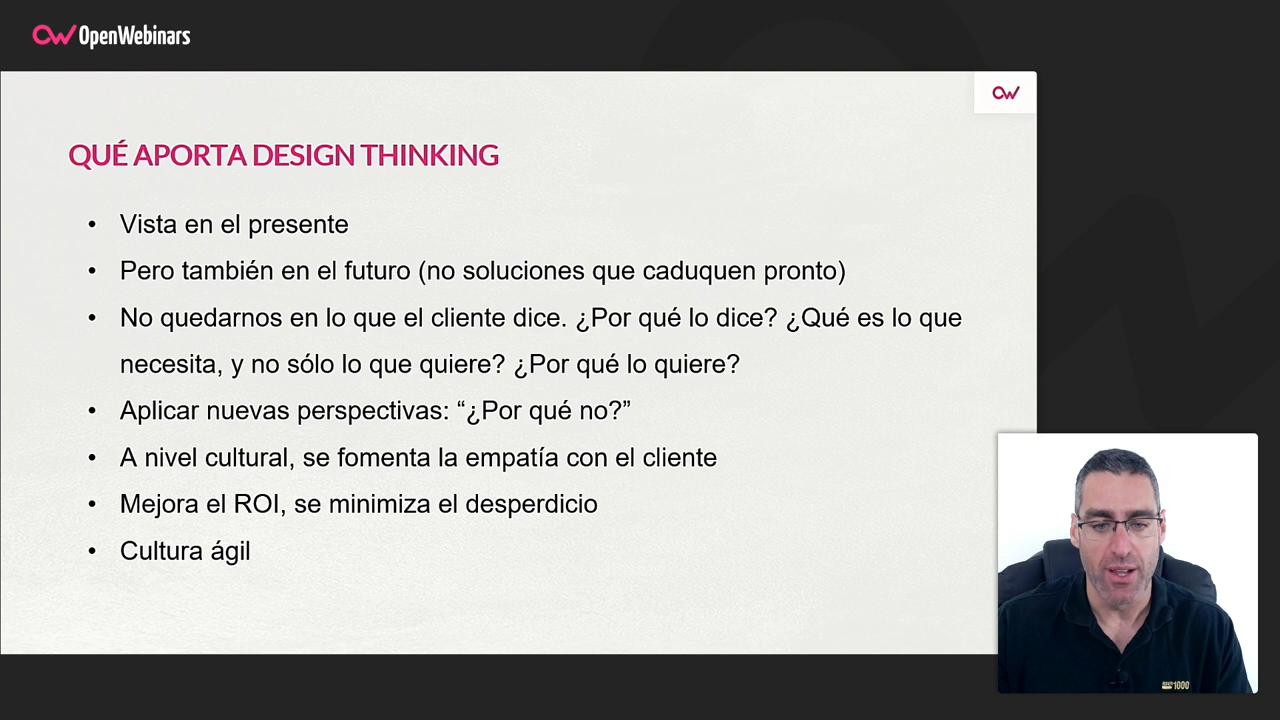 OW OpenWebinars
OW
QUÉ APORTA DESIGN THINKING
• Vista en el presente
• Pero también en el futuro (no soluciones que caduquen pronto)
• No quedarnos en lo que el cliente dice. ¿Por qué lo dice? ¿Qué es lo que
necesita, y no sólo lo que quiere? ¿Por qué lo quiere?
• Aplicar nuevas perspectivas: “¿Por qué no?”
• A nivel cultural, se fomenta la empatía con el cliente
• Mejora el ROI, se minimiza el desperdicio
• Cultura ágil
1000